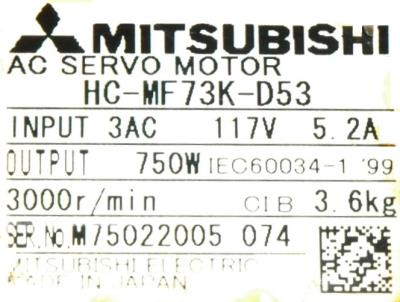 MITSUBISHI
AC SERVO MOTOR
HC-MF73K-D53
INPUT 3AC 117V 5.2A
OUTPUT 750W IEC60034-1 '99
3000r/min CI B 3.6kg
SER.No.M75022005 074
MITSUBISHI ELECTRIC
MADE IN JAPAN